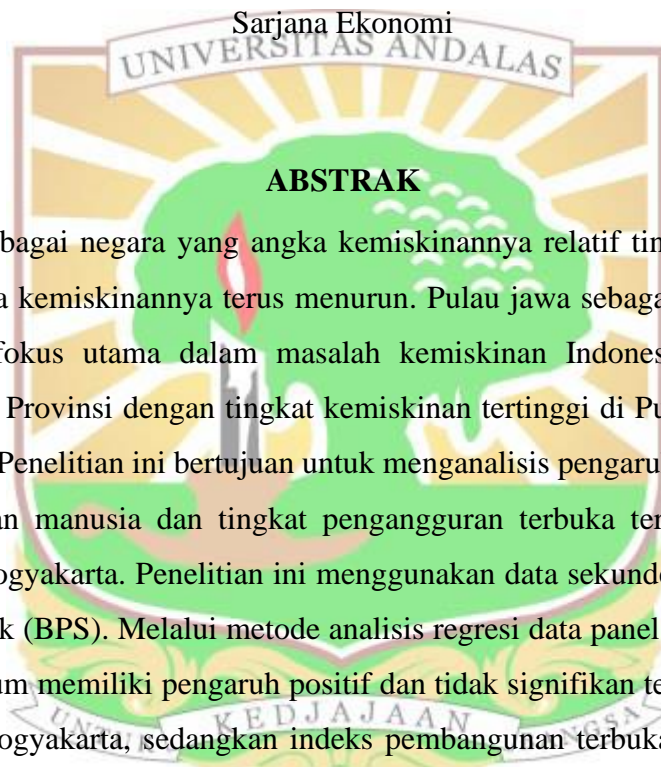 Sarjana Ekonomi
UNIVERSITAS ANDALAS
ABSTRAK
bagai negara yang angka kemiskinannya relatif tin
a kemiskinannya terus menurun. Pulau jawa sebaga
fokus utama dalam masalah kemiskinan Indones
Provinsi dengan tingkat kemiskinan tertinggi di Pu
Penelitian ini bertujuan untuk menganalisis pengaru
an manusia dan tingkat pengangguran terbuka ter
ogyakarta. Penelitian ini menggunakan data sekunde
k (BPS). Melalui metode analisis regresi data panel
um memiliki pengaruh positif dan tidak signifikan te
UNTUK KEDJAJAAN BANGSA
ogyakarta, sedangkan indeks pembangunan terbuka